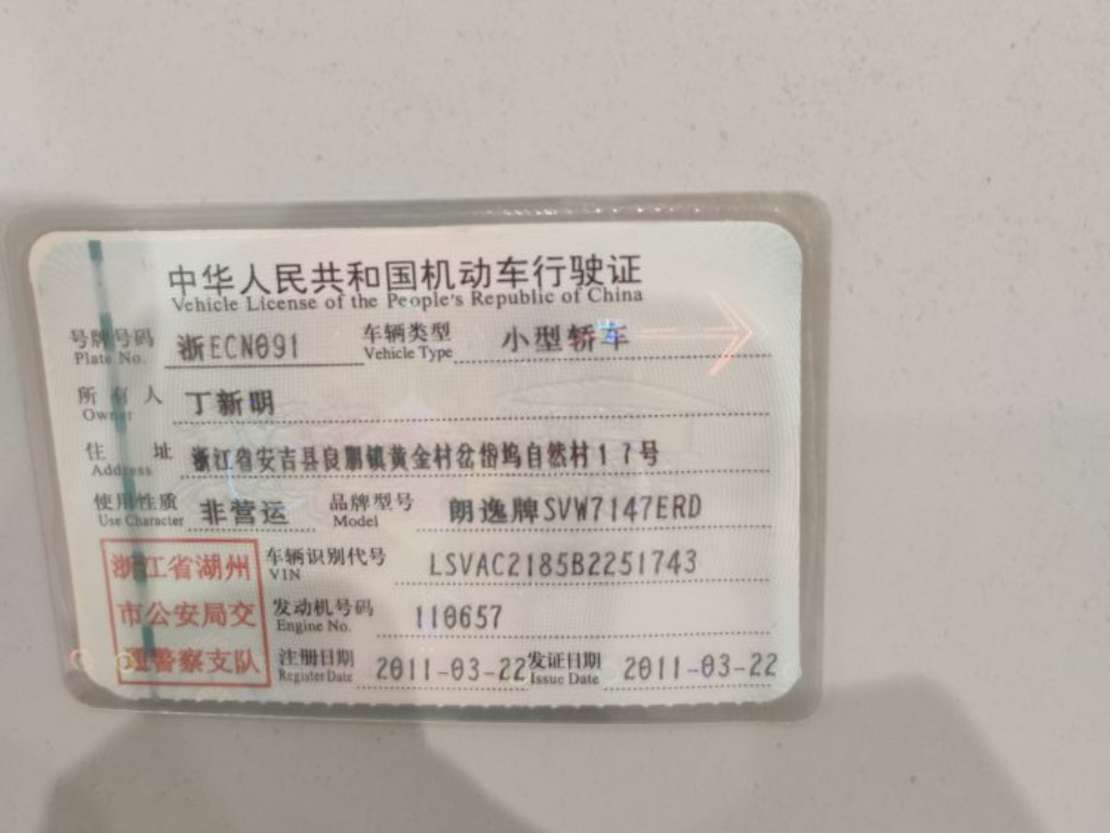 中华人民共和国机动车行驶证
Vehicle License of the People's Republic of China
号牌号码 浙ECN091 车辆类型 小型轿车
Plate No. Vehicle Type
所有人 丁新明
Owner
住址 浙江省安吉县良朋镇黄金村岔岱坞自然村17号
Address
使用性质 非营运 品牌型号 朗逸牌SVW7147ERD
Use Character Model
浙江省湖州 车辆识别代号 LSVAC2185B2251743
VIN
市公安局交 发动机号码 110657
Engine No.
通警察支队 注册日期 2011-03-22 发证日期 2011-03-22
Register Date Issue Date